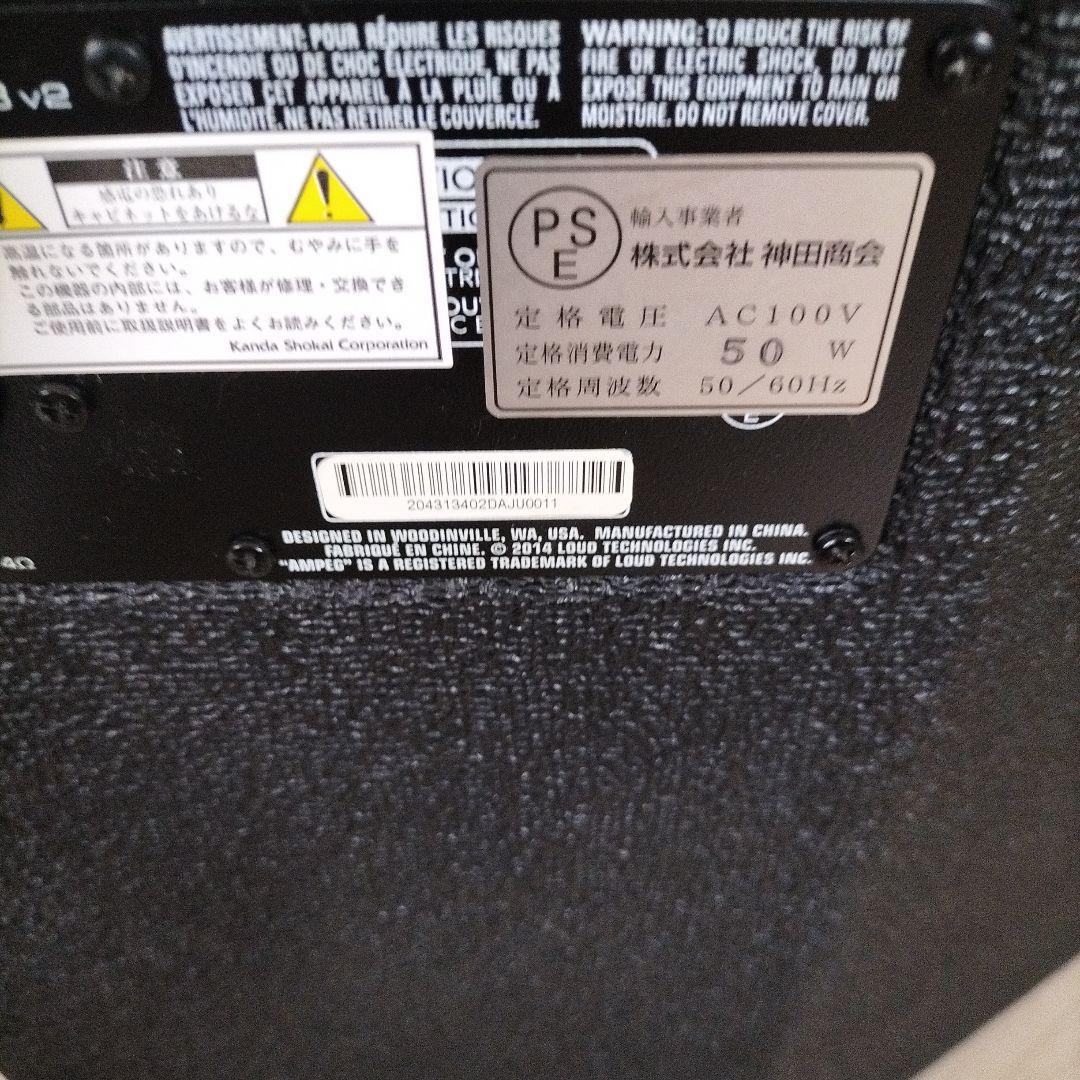 v2
AVERTISSEMENT: POUR RÉDUIRE LES RISQUES
D'INCENDIE OU DE CHOC ÉLECTRIQUE, NE PAS
EXPOSER CET APPAREIL À LA PLUIE OU À
L'HUMIDITÉ. NE PAS RETIRER LE COUVERCLE.
WARNING: TO REDUCE THE RISK OF
FIRE OR ELECTRIC SHOCK, DO NOT
EXPOSE THIS EQUIPMENT TO RAIN OR
MOISTURE. DO NOT REMOVE COVER.
注意
感電の恐れあり
キャビネットをあけるな
高温になる箇所がありますので、むやみに手を
触れないでください。
この機器の内部には、お客様が修理・交換でき
る部品はありません。
ご使用前に取扱説明書をよくお読みください。
Kanda Shokai Corporation
PSE
輸入事業者
株式会社 神田商会
定格電圧 AC100V
定格消費電力 50 W
定格周波数 50/60Hz
204313402DAJU0011
DESIGNED IN WOODINVILLE, WA, USA. MANUFACTURED IN CHINA.
FABRIQUÉ EN CHINE. © 2014 LOUD TECHNOLOGIES INC.
"AMPEG" IS A REGISTERED TRADEMARK OF LOUD TECHNOLOGIES INC.